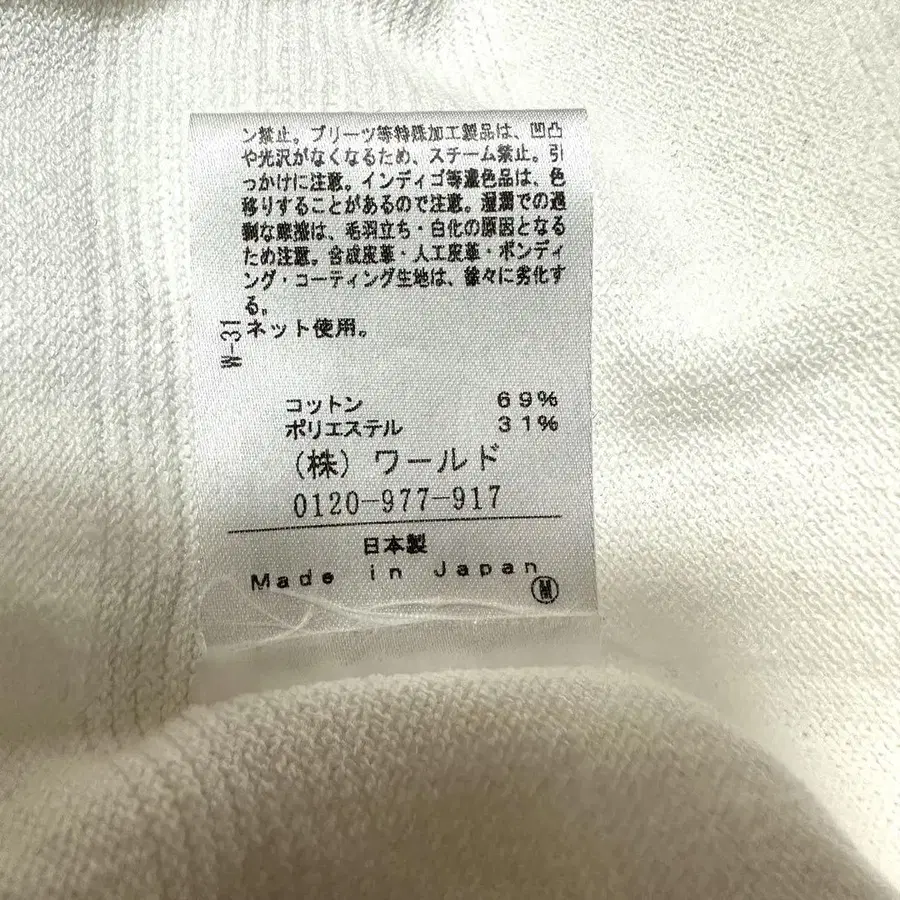 ン禁止。プリーツ等特殊加工製品は、凹凸
や光沢がなくなるため、スチーム禁止。引
っかけに注意。インディゴ等濃色品は、色
移りすることがあるので注意。湿潤での過
剰な摩擦は、毛羽立ち・白化の原因となる
ため注意。合成皮革・人工皮革・ボンディ
ング・コーティング生地は、徐々に劣化す
る。
ネット使用。
W-31
コットン 69%
ポリエステル 31%
(株)ワールド
0120-977-917
日本製
Made in Japan
M